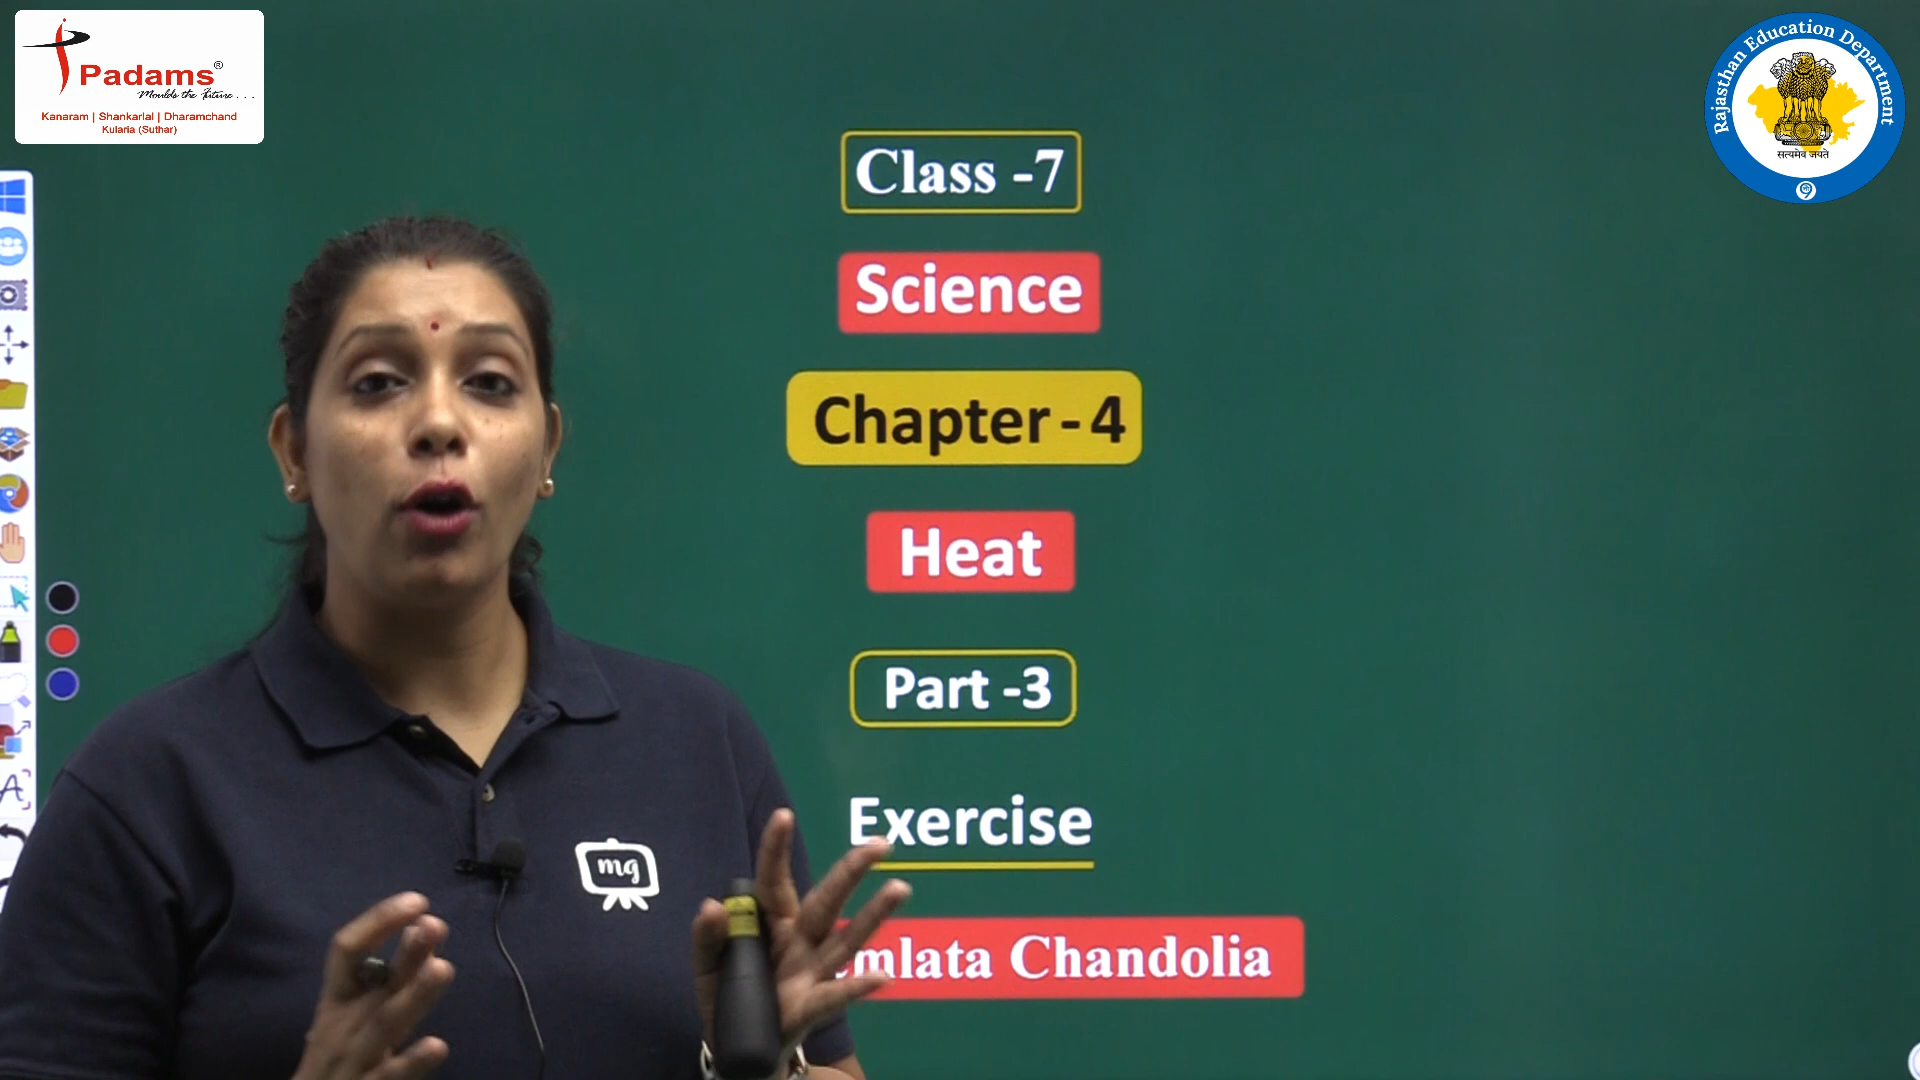 Padams®
Moulds the Future...
Kanaram | Shankarlal | Dharamchand
Kularia (Suthar)
Rajasthan Education Department
सत्यमेव जयते
Class -7
Science
Chapter - 4
Heat
Part -3
Exercise
mlata Chandolia
mg
A